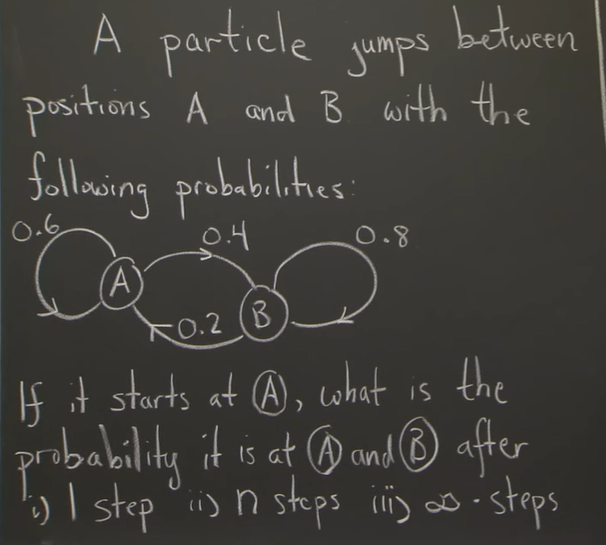 A particle jumps between
positions A and B with the
following probabilities:
0.6 0.4 0.8
A
B
0.2
If it starts at Ⓐ, what is the
probability it is at Ⓐ and Ⓑ after
i) 1 step ii) n steps iii) ∞-steps